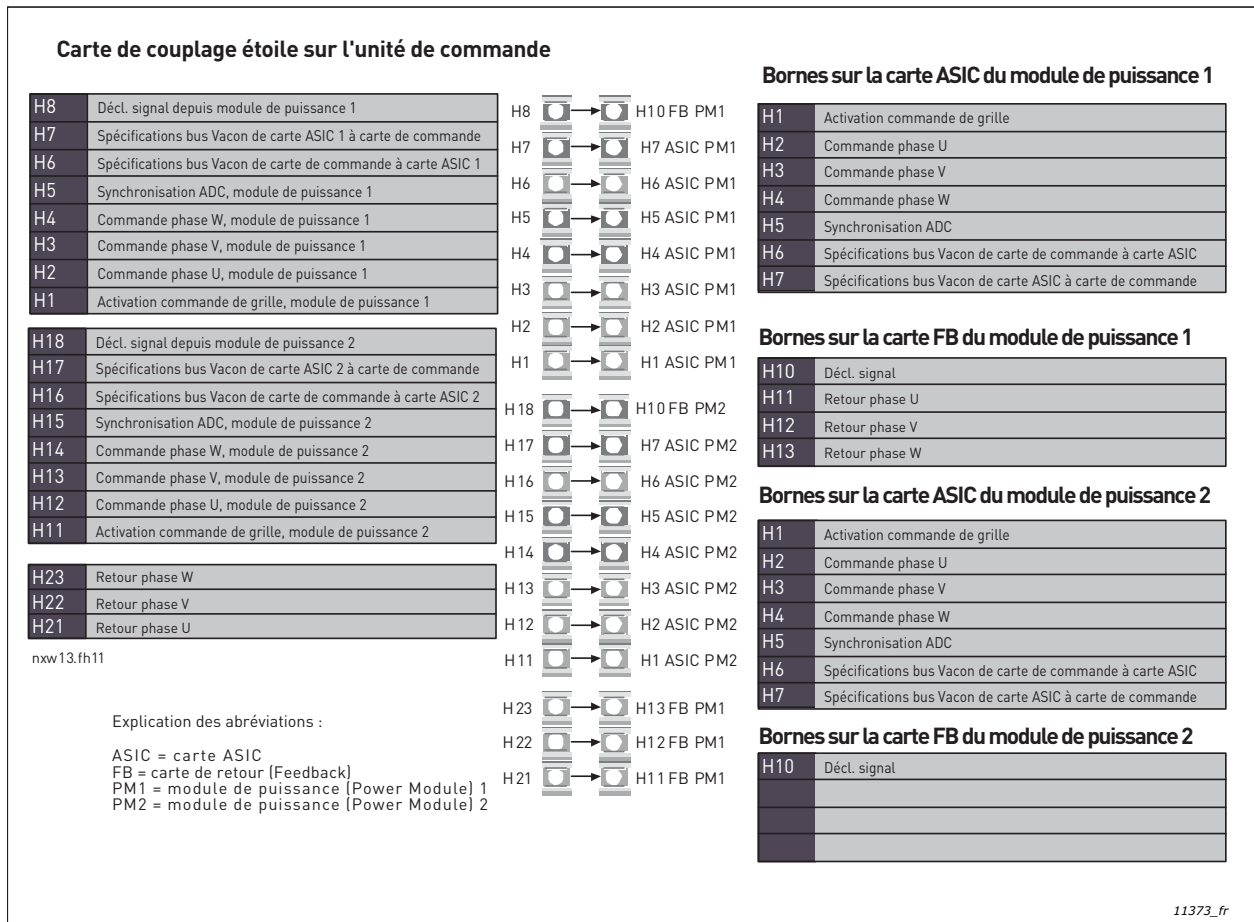 Carte de couplage étoile sur l'unité de commande
H8 Décl. signal depuis module de puissance 1
H7 Spécifications bus Vacon de carte ASIC 1 à carte de commande
H6 Spécifications bus Vacon de carte de commande à carte ASIC 1
H5 Synchronisation ADC, module de puissance 1
H4 Commande phase W, module de puissance 1
H3 Commande phase V, module de puissance 1
H2 Commande phase U, module de puissance 1
H1 Activation commande de grille, module de puissance 1
H18 Décl. signal depuis module de puissance 2
H17 Spécifications bus Vacon de carte ASIC 2 à carte de commande
H16 Spécifications bus Vacon de carte de commande à carte ASIC 2
H15 Synchronisation ADC, module de puissance 2
H14 Commande phase W, module de puissance 2
H13 Commande phase V, module de puissance 2
H12 Commande phase U, module de puissance 2
H11 Activation commande de grille, module de puissance 2
H23 Retour phase W
H22 Retour phase V
H21 Retour phase U
nxw13.fh11
Explication des abréviations :
ASIC = carte ASIC
FB = carte de retour (Feedback)
PM1 = module de puissance (Power Module) 1
PM2 = module de puissance (Power Module) 2
H8 H10 FB PM1
H7 H7 ASIC PM1
H6 H6 ASIC PM1
H5 H5 ASIC PM1
H4 H4 ASIC PM1
H3 H3 ASIC PM1
H2 H2 ASIC PM1
H1 H1 ASIC PM1
H18 H10 FB PM2
H17 H7 ASIC PM2
H16 H6 ASIC PM2
H15 H5 ASIC PM2
H14 H4 ASIC PM2
H13 H3 ASIC PM2
H12 H2 ASIC PM2
H11 H1 ASIC PM2
H23 H13 FB PM1
H22 H12 FB PM1
H21 H11 FB PM1
Bornes sur la carte ASIC du module de puissance 1
H1 Activation commande de grille
H2 Commande phase U
H3 Commande phase V
H4 Commande phase W
H5 Synchronisation ADC
H6 Spécifications bus Vacon de carte de commande à carte ASIC
H7 Spécifications bus Vacon de carte ASIC à carte de commande
Bornes sur la carte FB du module de puissance 1
H10 Décl. signal
H11 Retour phase U
H12 Retour phase V
H13 Retour phase W
Bornes sur la carte ASIC du module de puissance 2
H1 Activation commande de grille
H2 Commande phase U
H3 Commande phase V
H4 Commande phase W
H5 Synchronisation ADC
H6 Spécifications bus Vacon de carte de commande à carte ASIC
H7 Spécifications bus Vacon de carte ASIC à carte de commande
Bornes sur la carte FB du module de puissance 2
H10 Décl. signal
11373_fr